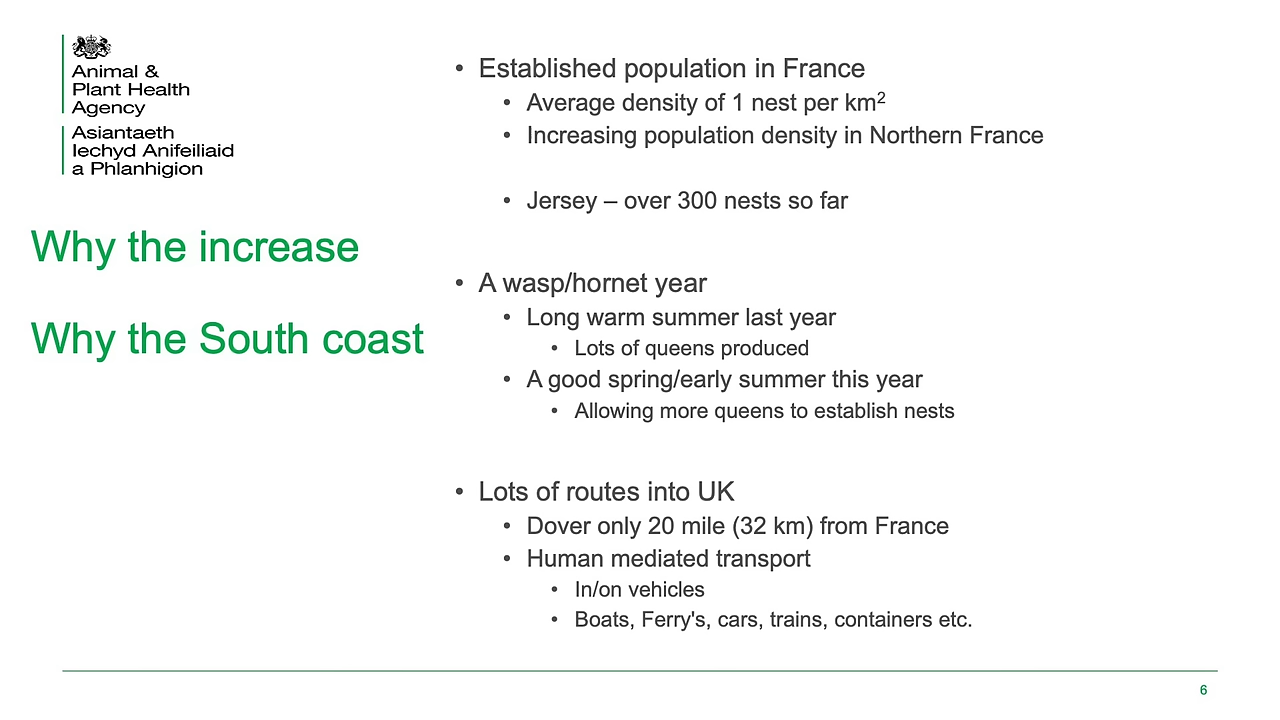 Animal &
Plant Health
Agency
Asiantaeth
Iechyd Anifeiliaid
a Phlanhigion
Why the increase
Why the South coast
• Established population in France
• Average density of 1 nest per km²
• Increasing population density in Northern France
• Jersey – over 300 nests so far
• A wasp/hornet year
• Long warm summer last year
• Lots of queens produced
• A good spring/early summer this year
• Allowing more queens to establish nests
• Lots of routes into UK
• Dover only 20 mile (32 km) from France
• Human mediated transport
• In/on vehicles
• Boats, Ferry's, cars, trains, containers etc.
6